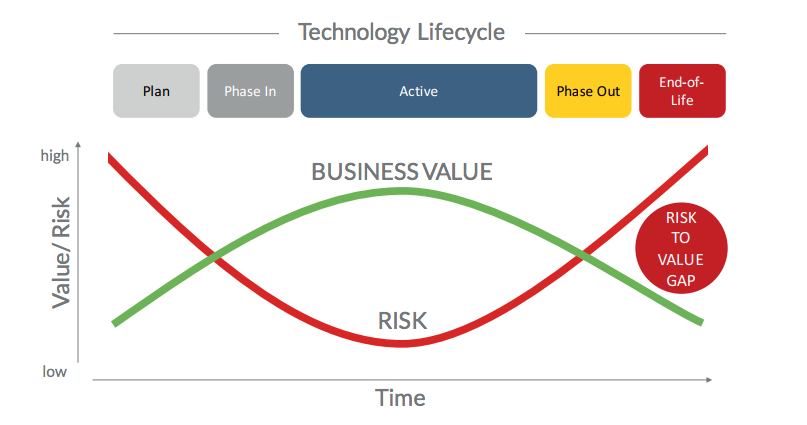 Technology Lifecycle
Plan
Phase In
Active
Phase Out
End-of-
Life
high
BUSINESS VALUE
Value/ Risk
RISK
TO
VALUE
GAP
RISK
low
Time